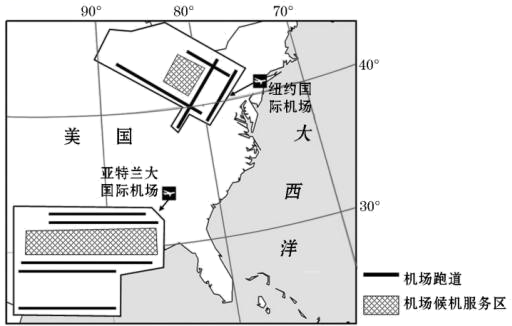 90°
80°
70°
40°
纽约国
际机场
美国
大
亚特兰大
国际机场
西
30°
洋
机场跑道
机场候机服务区